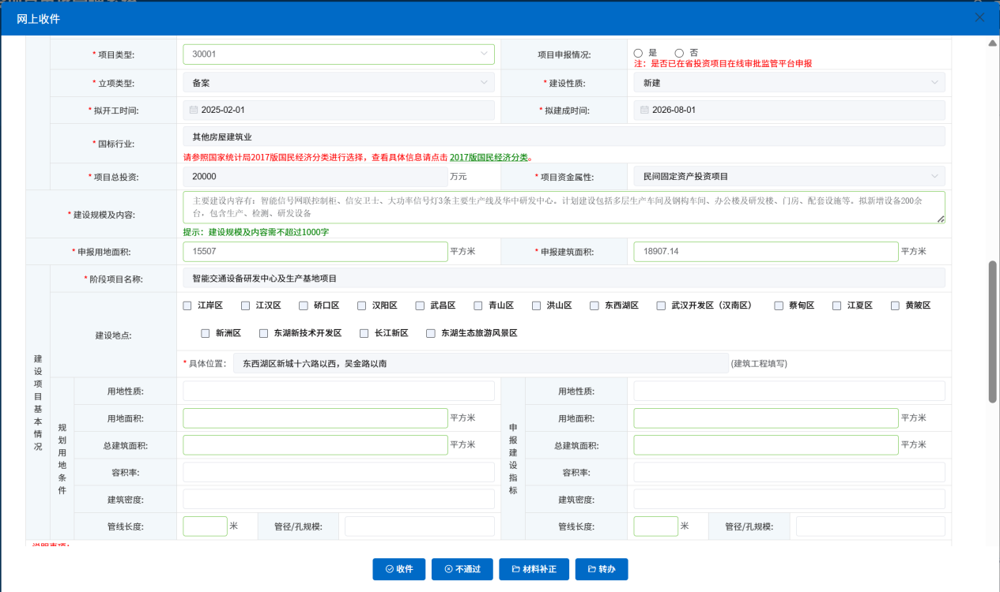 网上收件
*项目类型: 30001 项目申报情况: 是 否
注：是否已在省投资项目在线审批监管平台申报
*立项类型: 备案 *建设性质: 新建
*拟开工时间: 2025-02-01 *拟建成时间: 2026-08-01
*国标行业: 其他房屋建筑业
请参照国家统计局2017版国民经济分类进行选择，查看具体信息请点击 2017版国民经济分类。
*项目总投资: 20000 万元 *项目资金属性: 民间固定资产投资项目
*建设规模及内容: 主要建设内容有：智能信号网联控制柜、信安卫士、大功率信号灯3条主要生产线及华中研发中心。计划建设包括多层生产车间及钢构车间、办公楼及研发楼、门房、配套设施等。拟新增设备200余
台，包含生产、检测、研发设备
提示：建设规模及内容需不超过1000字
*申报用地面积: 15507 平方米 *申报建筑面积: 18907.14 平方米
建设项目基本情况
*阶段项目名称: 智能交通设备研发中心及生产基地项目
建设地点: 江岸区 江汉区 硚口区 汉阳区 武昌区 青山区 洪山区 东西湖区 武汉开发区（汉南区） 蔡甸区 江夏区 黄陂区
新洲区 东湖新技术开发区 长江新区 东湖生态旅游风景区
*具体位置: 东西湖区新城十六路以西，吴金路以南 (建筑工程填写)
规划用地条件 申报建设指标
用地性质: 用地性质:
用地面积: 平方米 用地面积: 平方米
总建筑面积: 平方米 总建筑面积: 平方米
容积率: 容积率:
建筑密度: 建筑密度:
管线长度: 米 管径/孔规模: 管线长度: 米 管径/孔规模:
收件 不通过 材料补正 转办